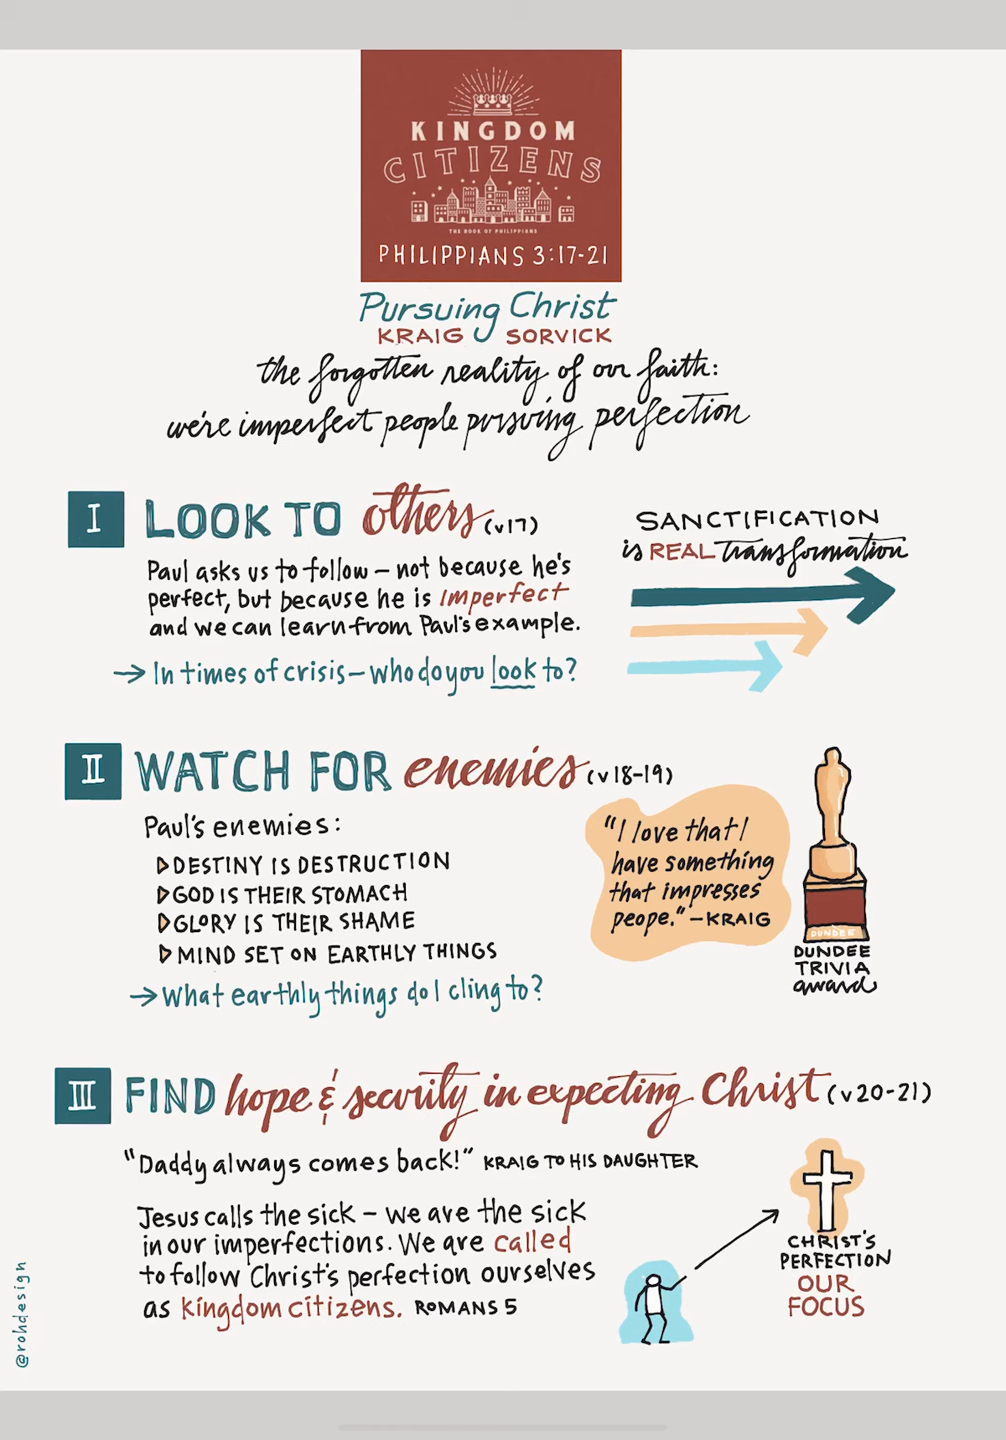 KINGDOM
CITIZENS
THE BOOK OF PHILIPPIANS
PHILIPPIANS 3:17-21
Pursuing Christ
KRAIG SORVICK
the forgotten reality of our faith:
we're imperfect people pursuing perfection
I LOOK TO others (v17)
Paul asks us to follow – not because he's
perfect, but because he is Imperfect
and we can learn from Paul's example.
→ In times of crisis – who do you look to?
SANCTIFICATION
is REAL transformation
II WATCH FOR enemies (v18-19)
Paul's enemies:
▷ DESTINY IS DESTRUCTION
▷ GOD IS THEIR STOMACH
▷ GLORY IS THEIR SHAME
▷ MIND SET ON EARTHLY THINGS
→ What earthly things do I cling to?
"I love that I
have something
that impresses
peope." – KRAIG
DUNDEE
DUNDEE
TRIVIA
award
III FIND hope & security in expecting Christ (v20-21)
"Daddy always comes back!" KRAIG TO HIS DAUGHTER
Jesus calls the sick – we are the sick
in our imperfections. We are called
to follow Christ's perfection ourselves
as kingdom citizens. ROMANS 5
CHRIST'S
PERFECTION
OUR
FOCUS
@rohdesign